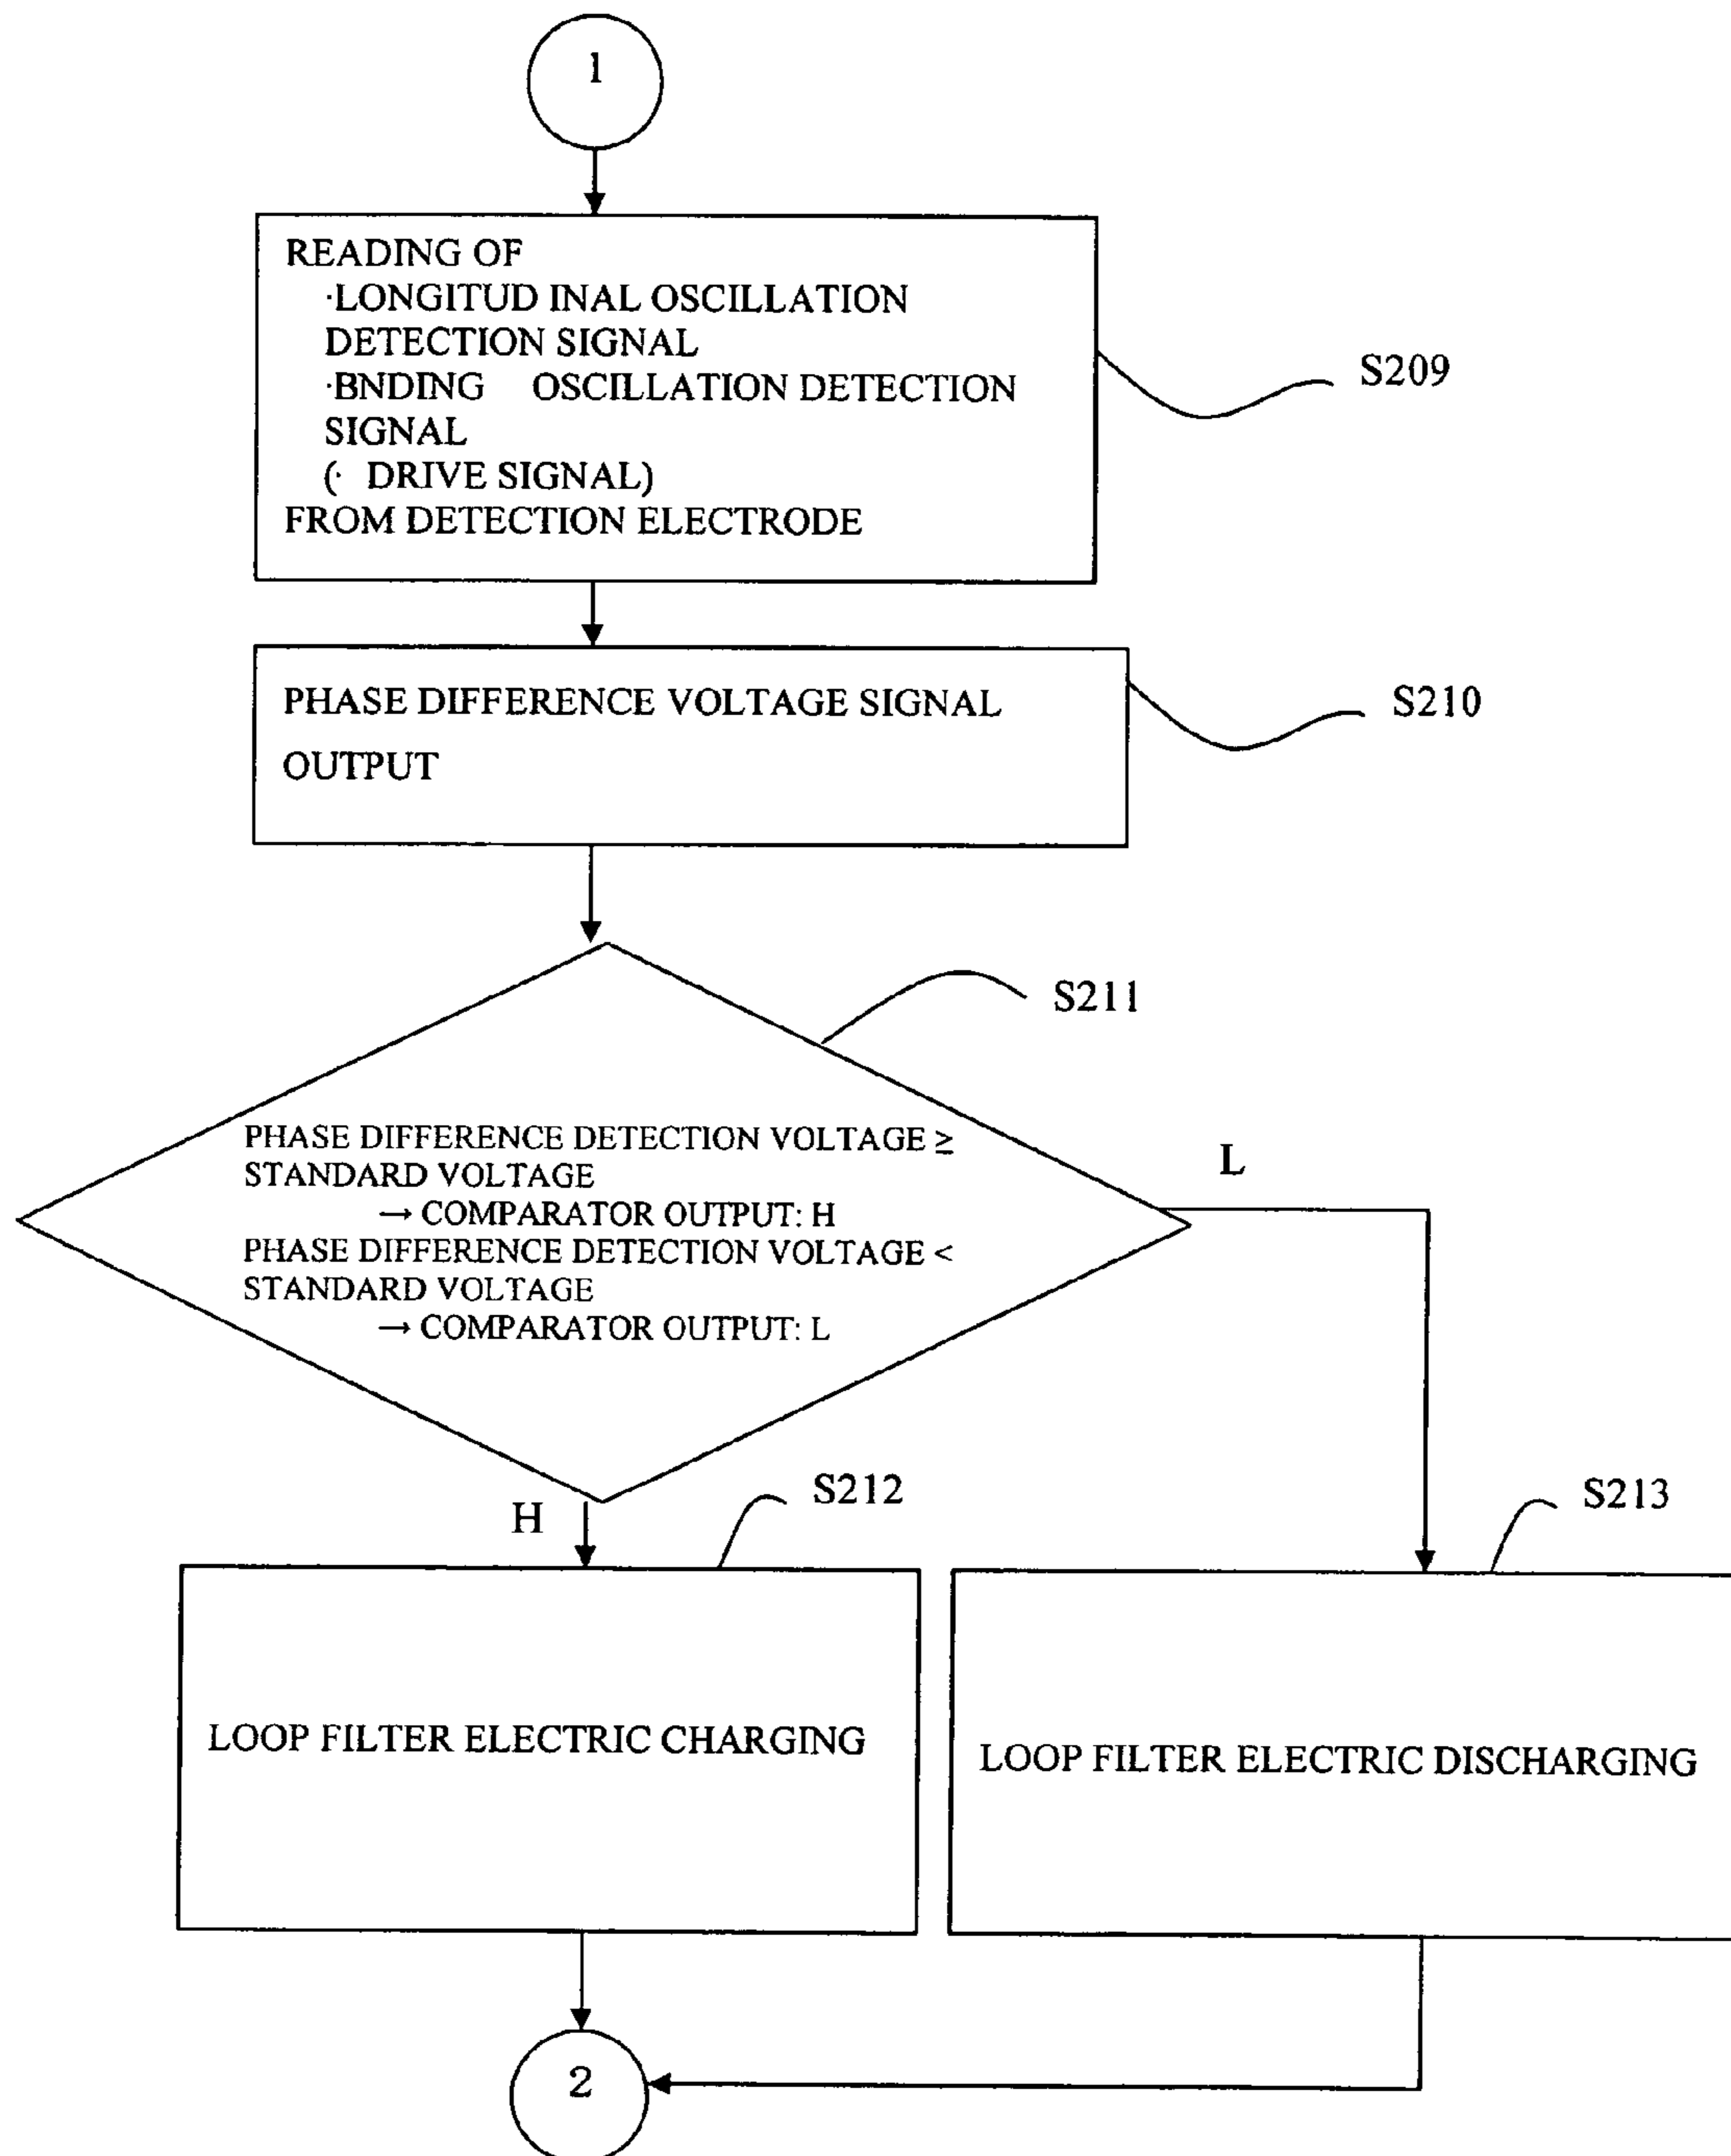 1
READING OF
·LONGITUD INAL OSCILLATION
DETECTION SIGNAL
·BNDING OSCILLATION DETECTION
SIGNAL
(· DRIVE SIGNAL)
FROM DETECTION ELECTRODE
S209
PHASE DIFFERENCE VOLTAGE SIGNAL
OUTPUT
S210
S211
PHASE DIFFERENCE DETECTION VOLTAGE ≥
STANDARD VOLTAGE
→ COMPARATOR OUTPUT: H
PHASE DIFFERENCE DETECTION VOLTAGE <
STANDARD VOLTAGE
→ COMPARATOR OUTPUT: L
L
H
S212
S213
LOOP FILTER ELECTRIC CHARGING
LOOP FILTER ELECTRIC DISCHARGING
2